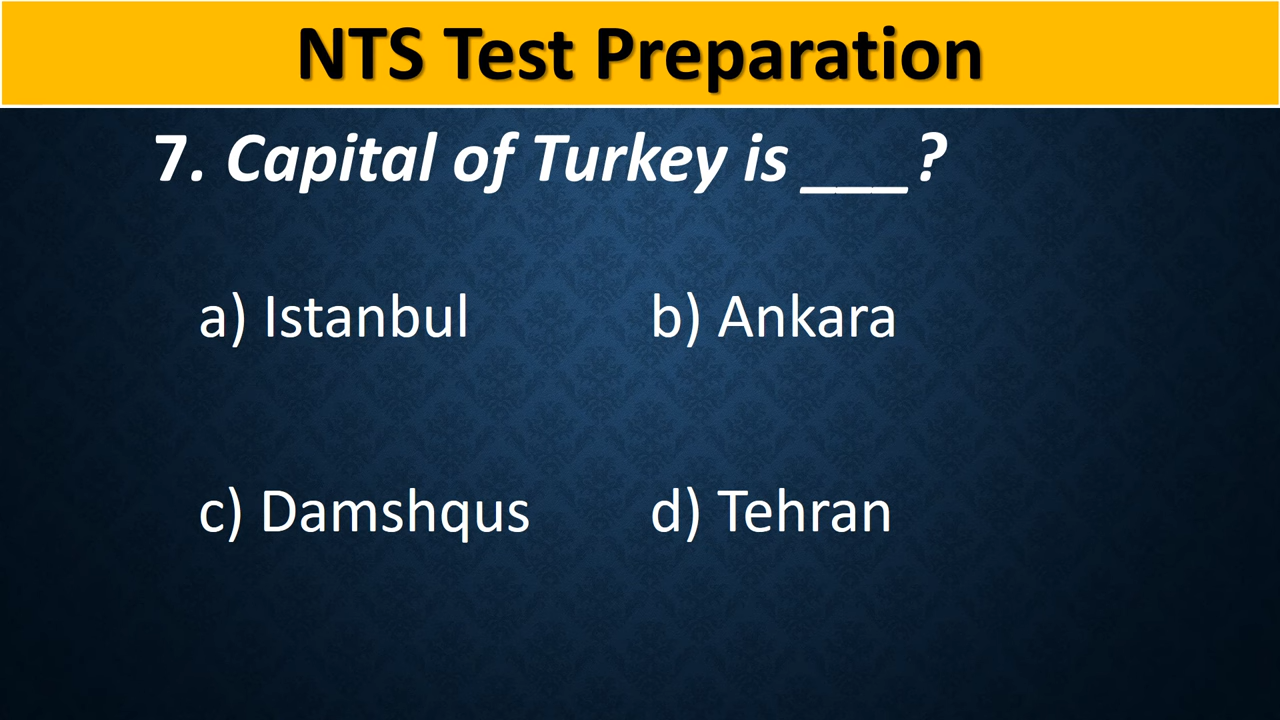 NTS Test Preparation
7. Capital of Turkey is ___?
a) Istanbul b) Ankara
c) Damshqus d) Tehran